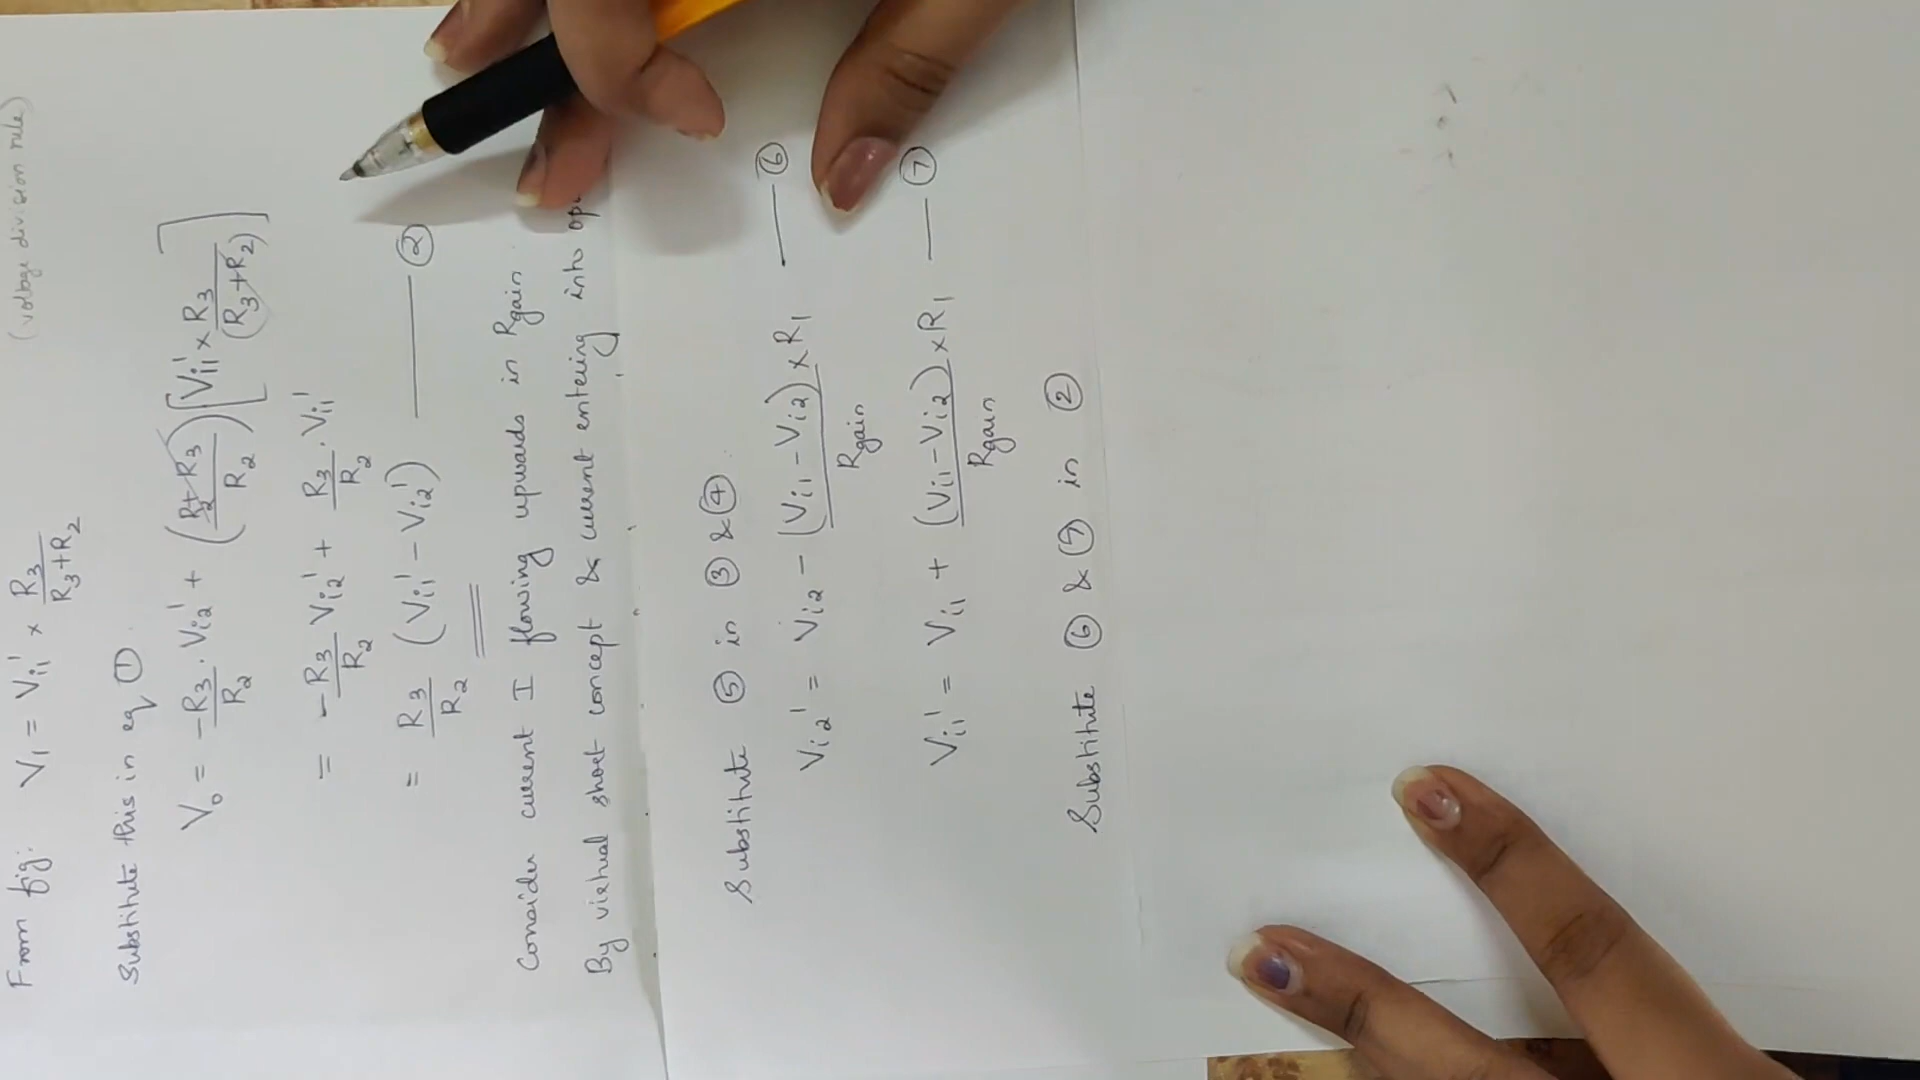 (voltage division rule)
From fig: V1 = Vi1' × R3/(R3+R2)
Substitute this in eq ①.
Vo = -R3/R2 . Vi2' + ((R2+R3)/R2) [Vi1' × R3/(R3+R2)]
= -R3/R2 Vi2' + R3/R2 . Vi1'
= R3/R2 (Vi1' - Vi2') —— ②
Consider current I flowing upwards in Rgain
By virtual short concept & current entering into
Substitute ⑤ in ③ & ④.
Vi2' = Vi2 - (Vi1 - Vi2)/Rgain × R1 —— ⑥
Vi1' = Vi1 + (Vi1 - Vi2)/Rgain × R1 —— ⑦
Substitute ⑥ & ⑦ in ②